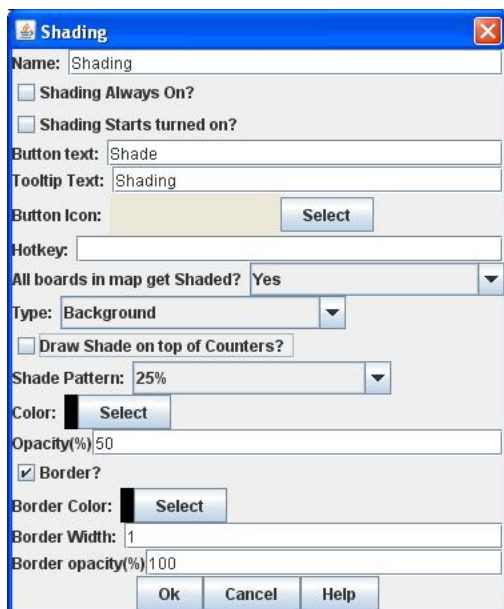 Shading
Name: Shading
Shading Always On?
Shading Starts turned on?
Button text: Shade
Tooltip Text: Shading
Button Icon: Select
Hotkey:
All boards in map get Shaded? Yes
Type: Background
Draw Shade on top of Counters?
Shade Pattern: 25%
Color: Select
Opacity(%) 50
Border?
Border Color: Select
Border Width: 1
Border opacity(%) 100
Ok Cancel Help